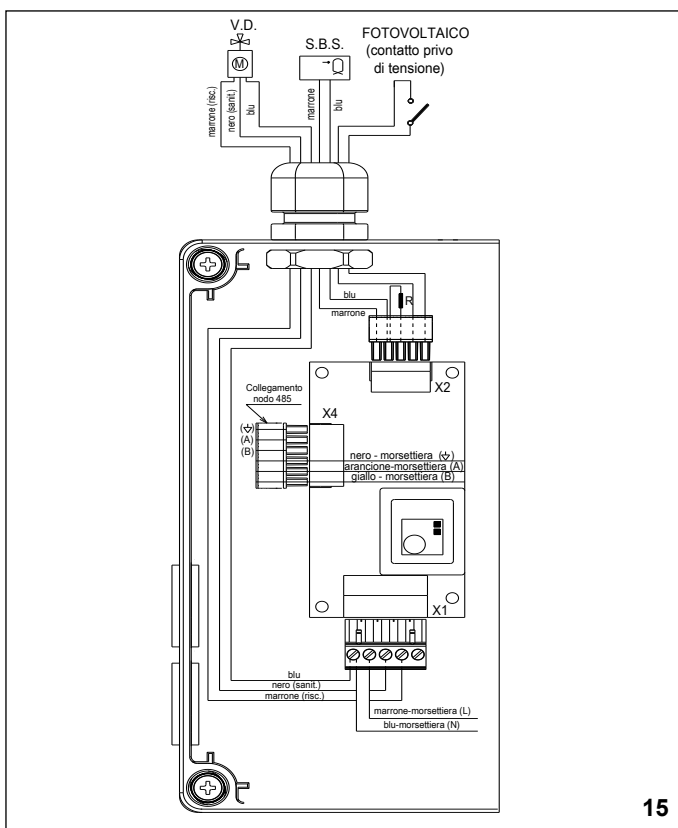 V.D.
S.B.S.
FOTOVOLTAICO
(contatto privo
di tensione)
M
marrone (risc.)
nero (sanit.)
blu
marrone
blu
blu
R
marrone
X2
Collegamento
nodo 485
X4
(A)
(B)
nero - morsettiera
arancione-morsettiera (A)
giallo - morsettiera (B)
X1
blu
nero (sanit.)
marrone (risc.)
marrone-morsettiera (L)
blu-morsettiera (N)
15